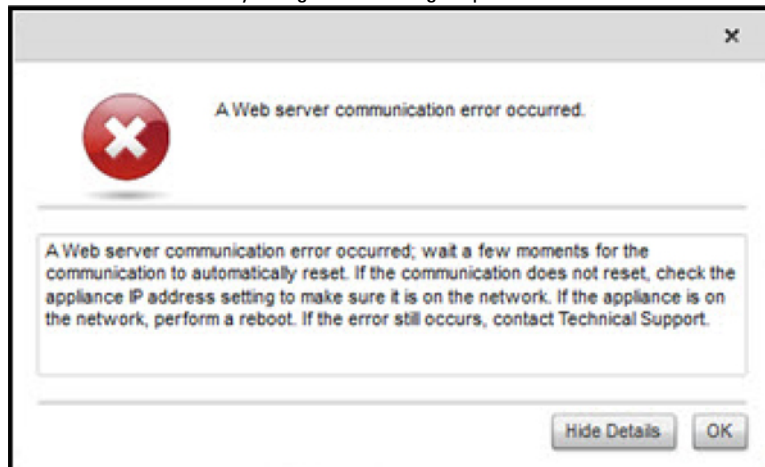 A Web server communication error occurred.
A Web server communication error occurred; wait a few moments for the
communication to automatically reset. If the communication does not reset, check the
appliance IP address setting to make sure it is on the network. If the appliance is on
the network, perform a reboot. If the error still occurs, contact Technical Support.
Hide Details
OK